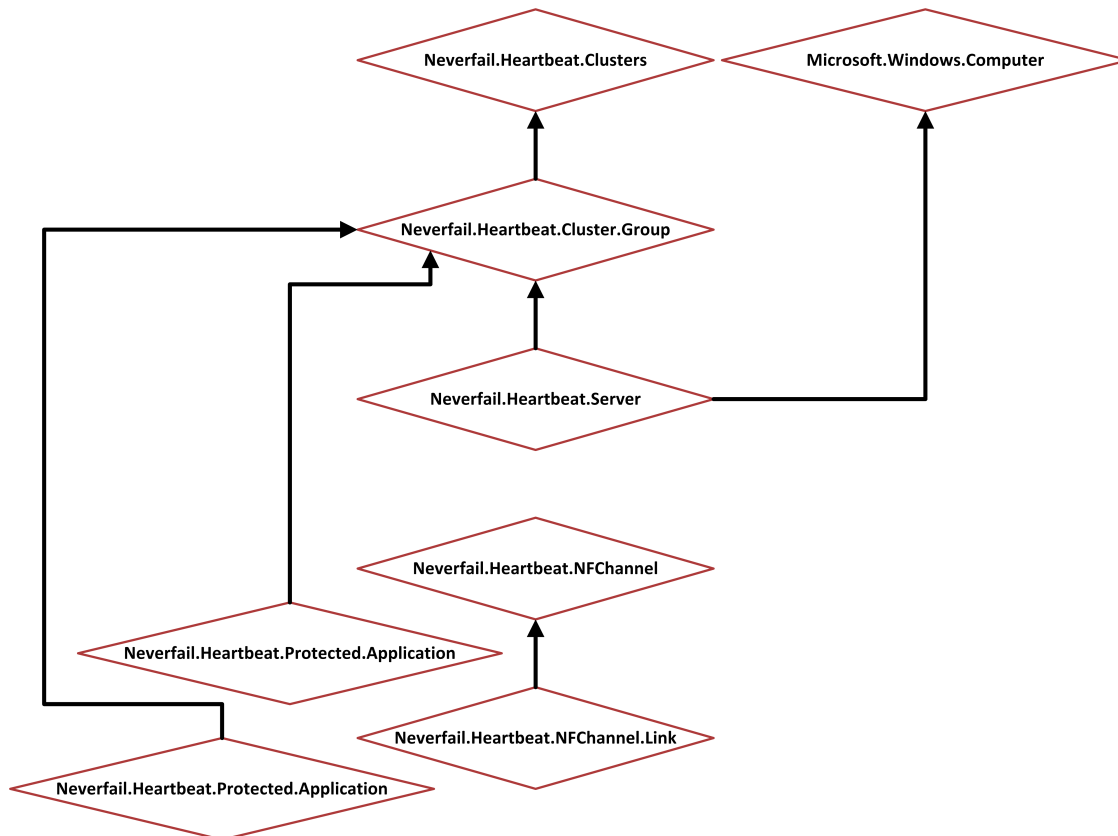 Neverfail.Heartbeat.Clusters
Microsoft.Windows.Computer
Neverfail.Heartbeat.Cluster.Group
Neverfail.Heartbeat.Server
Neverfail.Heartbeat.NFChannel
Neverfail.Heartbeat.Protected.Application
Neverfail.Heartbeat.NFChannel.Link
Neverfail.Heartbeat.Protected.Application